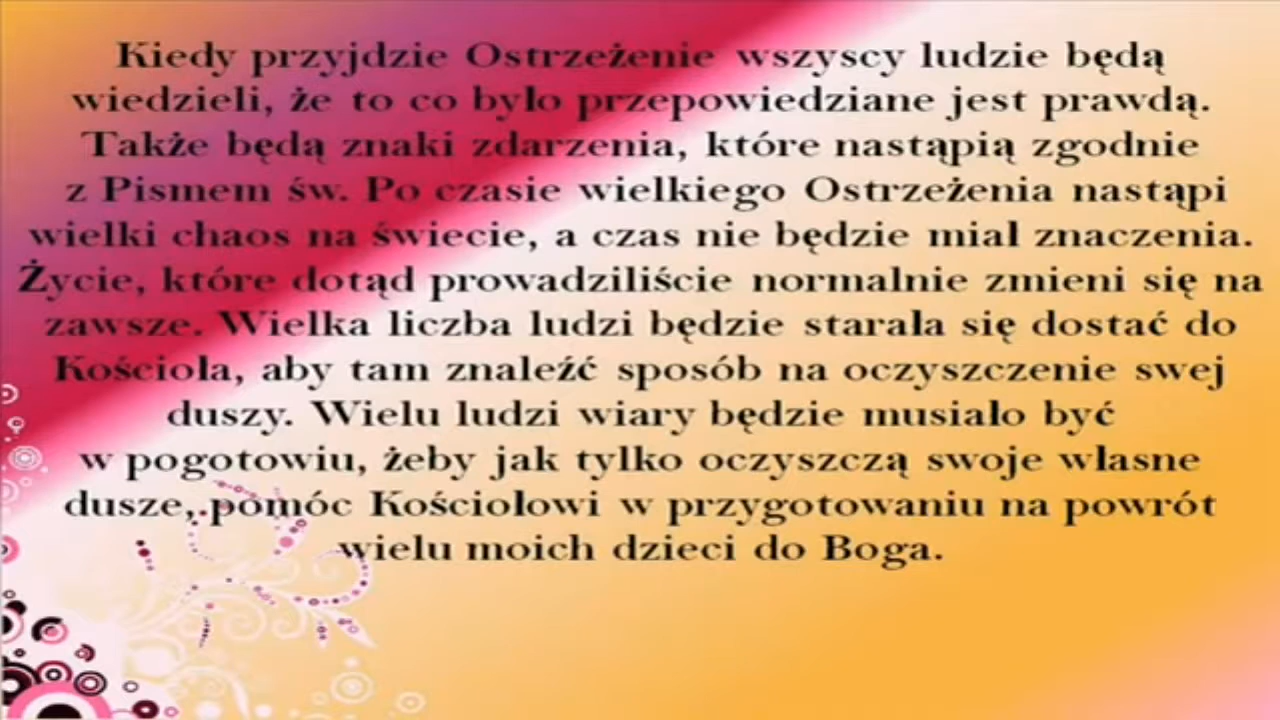 Kiedy przyjdzie Ostrzeżenie wszyscy ludzie będą
wiedzieli, że to co było przepowiedziane jest prawdą.
Także będą znaki zdarzenia, które nastąpią zgodnie
z Pismem św. Po czasie wielkiego Ostrzeżenia nastąpi
wielki chaos na świecie, a czas nie będzie miał znaczenia.
Życie, które dotąd prowadziliście normalnie zmieni się na
zawsze. Wielka liczba ludzi będzie starała się dostać do
Kościoła, aby tam znaleźć sposób na oczyszczenie swej
duszy. Wielu ludzi wiary będzie musiało być
w pogotowiu, żeby jak tylko oczyszczą swoje własne
dusze, pomóc Kościołowi w przygotowaniu na powrót
wielu moich dzieci do Boga.